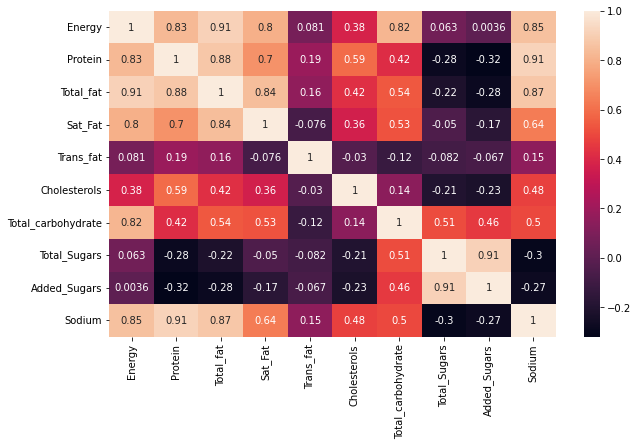 Energy 1 0.83 0.91 0.8 0.081 0.38 0.82 0.063 0.0036 0.85
Protein 0.83 1 0.88 0.7 0.19 0.59 0.42 -0.28 -0.32 0.91
Total_fat 0.91 0.88 1 0.84 0.16 0.42 0.54 -0.22 -0.28 0.87
Sat_Fat 0.8 0.7 0.84 1 -0.076 0.36 0.53 -0.05 -0.17 0.64
Trans_fat 0.081 0.19 0.16 -0.076 1 -0.03 -0.12 -0.082 -0.067 0.15
Cholesterols 0.38 0.59 0.42 0.36 -0.03 1 0.14 -0.21 -0.23 0.48
Total_carbohydrate 0.82 0.42 0.54 0.53 -0.12 0.14 1 0.51 0.46 0.5
Total_Sugars 0.063 -0.28 -0.22 -0.05 -0.082 -0.21 0.51 1 0.91 -0.3
Added_Sugars 0.0036 -0.32 -0.28 -0.17 -0.067 -0.23 0.46 0.91 1 -0.27
Sodium 0.85 0.91 0.87 0.64 0.15 0.48 0.5 -0.3 -0.27 1
Energy
Protein
Total_fat
Sat_Fat
Trans_fat
Cholesterols
Total_carbohydrate
Total_Sugars
Added_Sugars
Sodium
1.0
0.8
0.6
0.4
0.2
0.0
−0.2